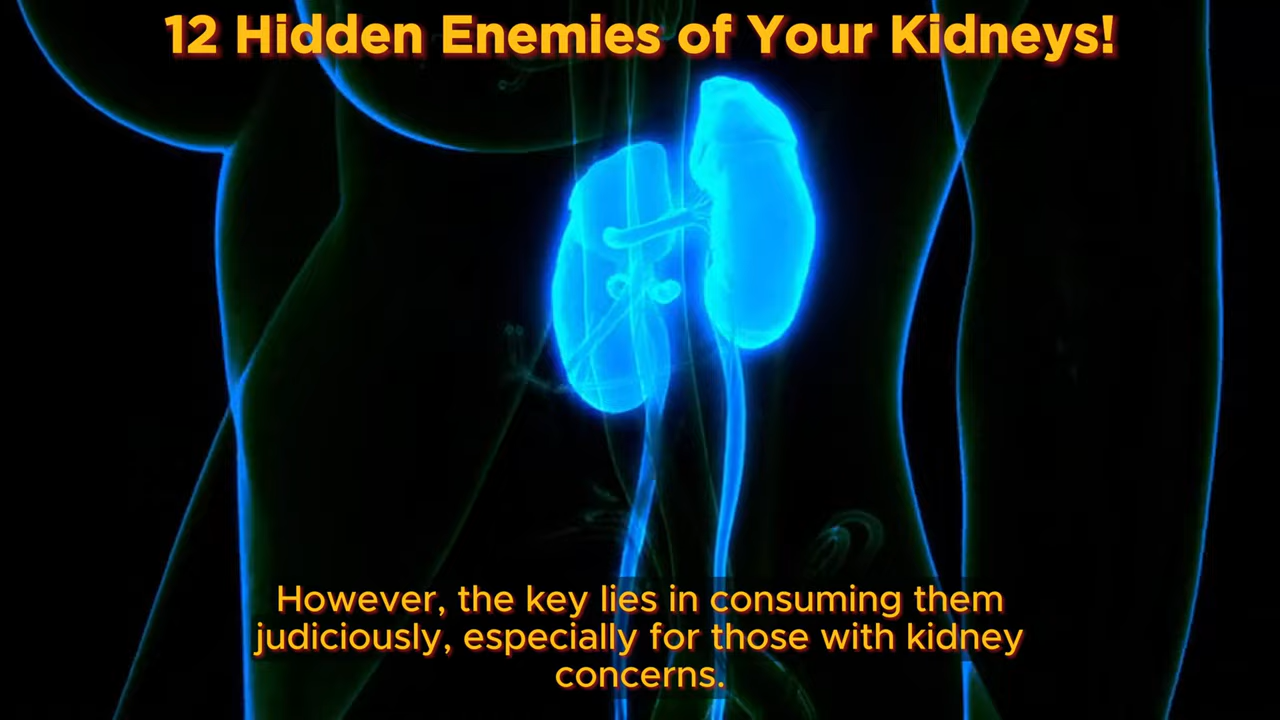 12 Hidden Enemies of Your Kidneys!
However, the key lies in consuming them
judiciously, especially for those with kidney
concerns.